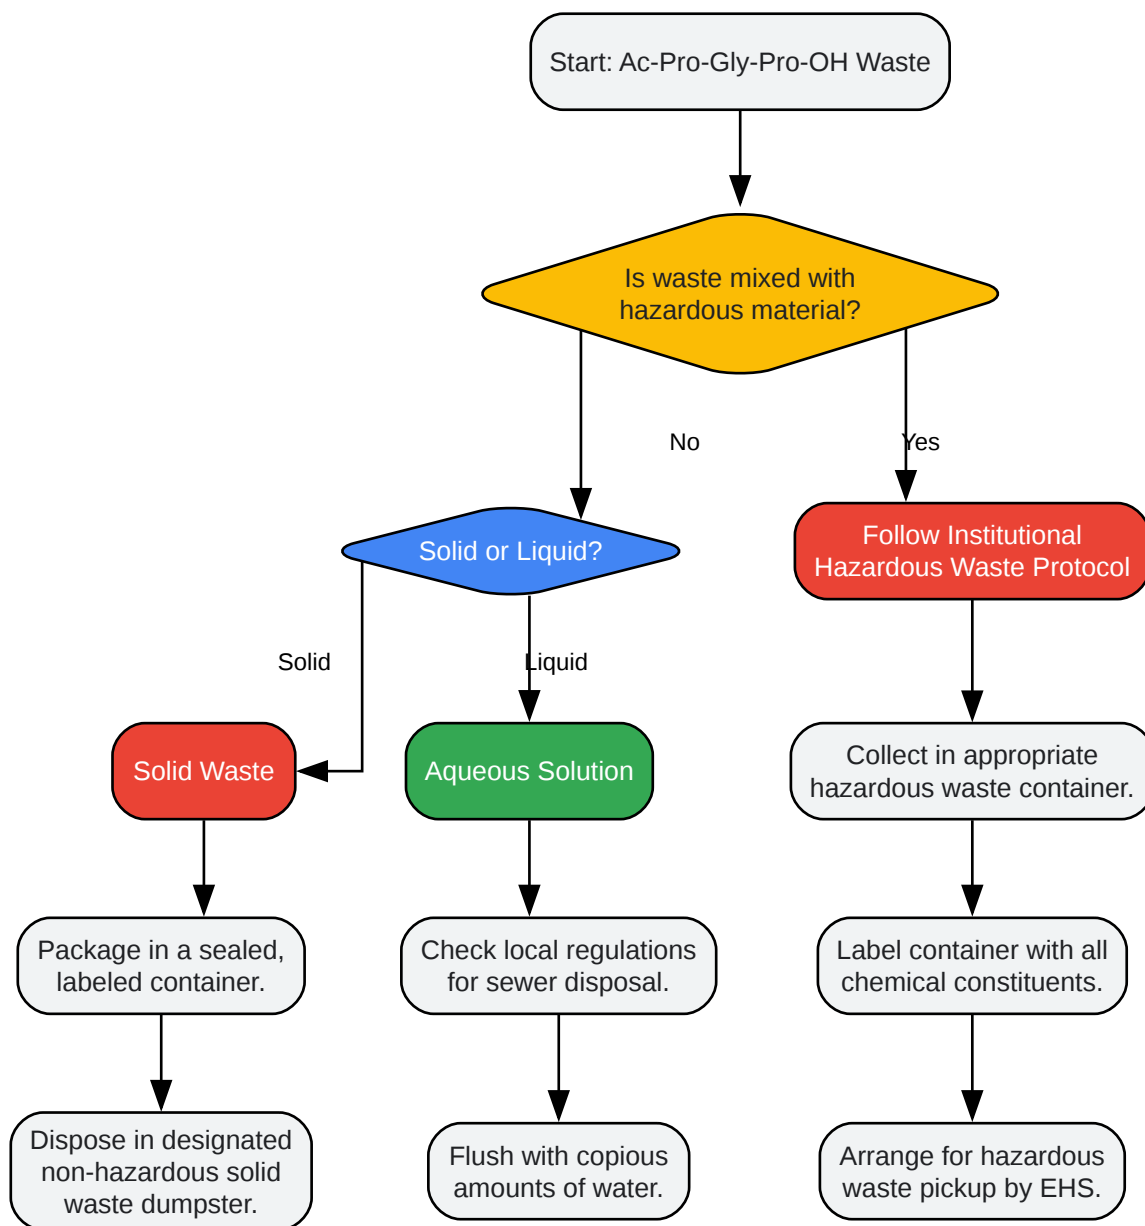 Start: Ac-Pro-Gly-Pro-OH Waste
Is waste mixed with
hazardous material?
No
Yes
Solid or Liquid?
Follow Institutional
Hazardous Waste Protocol
Solid
Liquid
Solid Waste
Aqueous Solution
Collect in appropriate
hazardous waste container.
Package in a sealed,
labeled container.
Check local regulations
for sewer disposal.
Label container with all
chemical constituents.
Dispose in designated
non-hazardous solid
waste dumpster.
Flush with copious
amounts of water.
Arrange for hazardous
waste pickup by EHS.